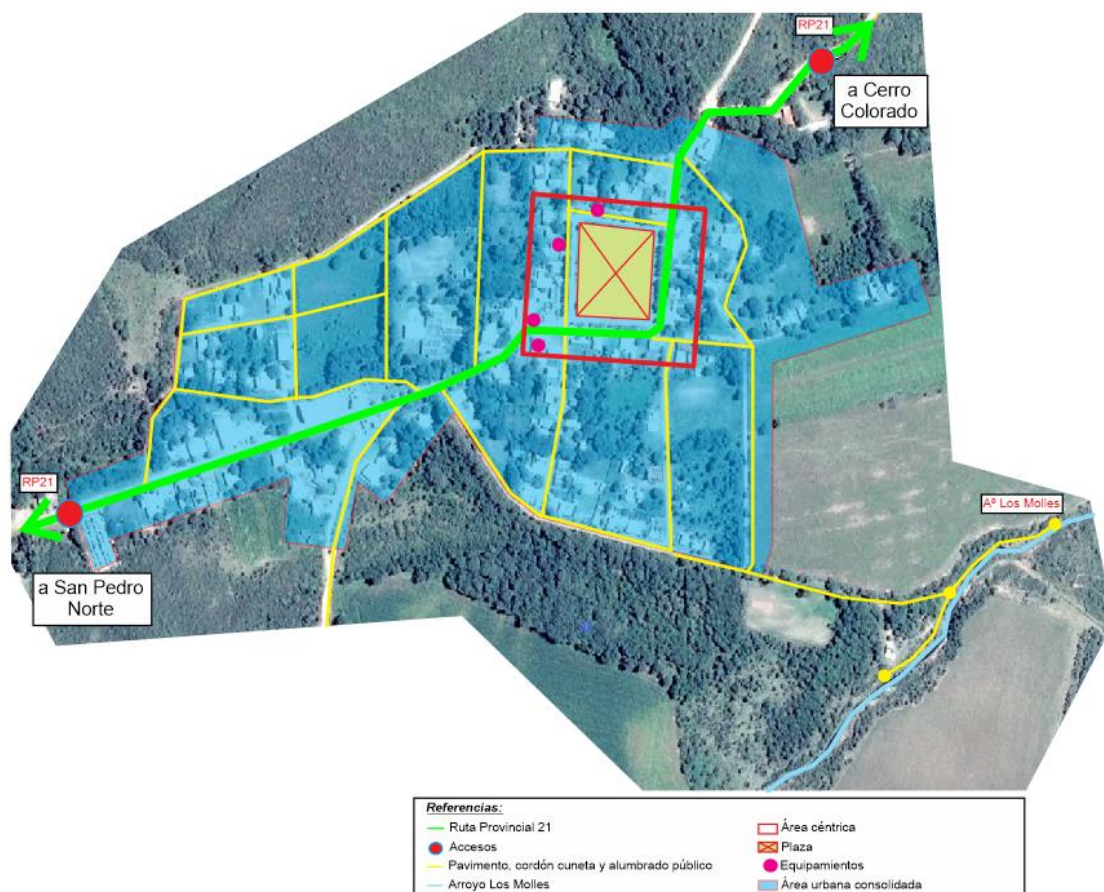 RP21
a Cerro
Colorado
RP21
a San Pedro
Norte
Aº Los Molles
Referencias:
Ruta Provincial 21
Accesos
Pavimento, cordón cuneta y alumbrado público
Arroyo Los Molles
Área céntrica
Plaza
Equipamientos
Área urbana consolidada